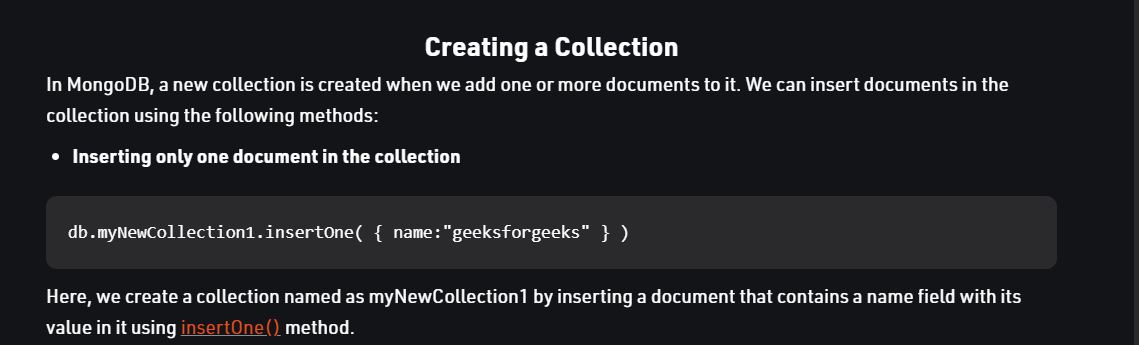 Creating a Collection
In MongoDB, a new collection is created when we add one or more documents to it. We can insert documents in the
collection using the following methods:
• Inserting only one document in the collection
db.myNewCollection1.insertOne( { name:"geeksforgeeks" } )
Here, we create a collection named as myNewCollection1 by inserting a document that contains a name field with its
value in it using insertOne() method.